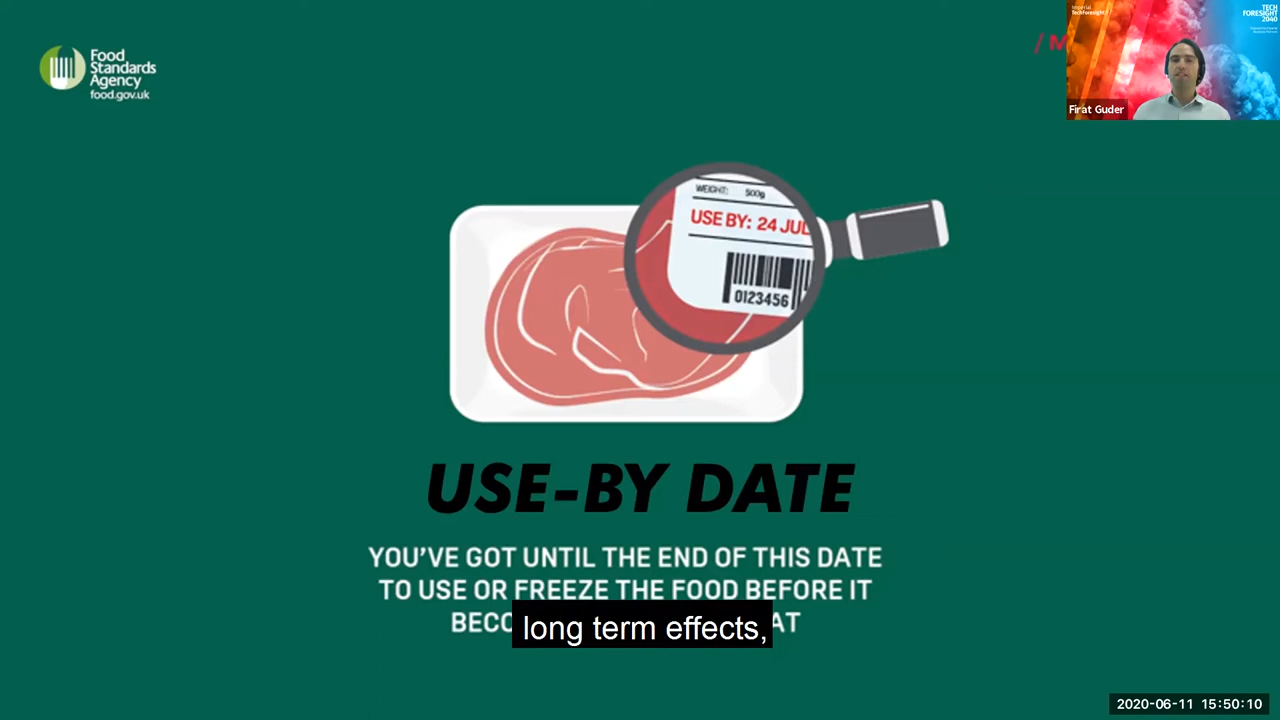 Food
Standards
Agency
food.gov.uk
/ M
Imperial
TechForesight
TECH
FORESIGHT
2040
Firat Guder
WEIGHT: 500g
USE BY: 24 JUL
0123456
USE-BY DATE
YOU'VE GOT UNTIL THE END OF THIS DATE
TO USE OR FREEZE THE FOOD BEFORE IT
BECO AT
long term effects,
2020-06-11 15:50:10